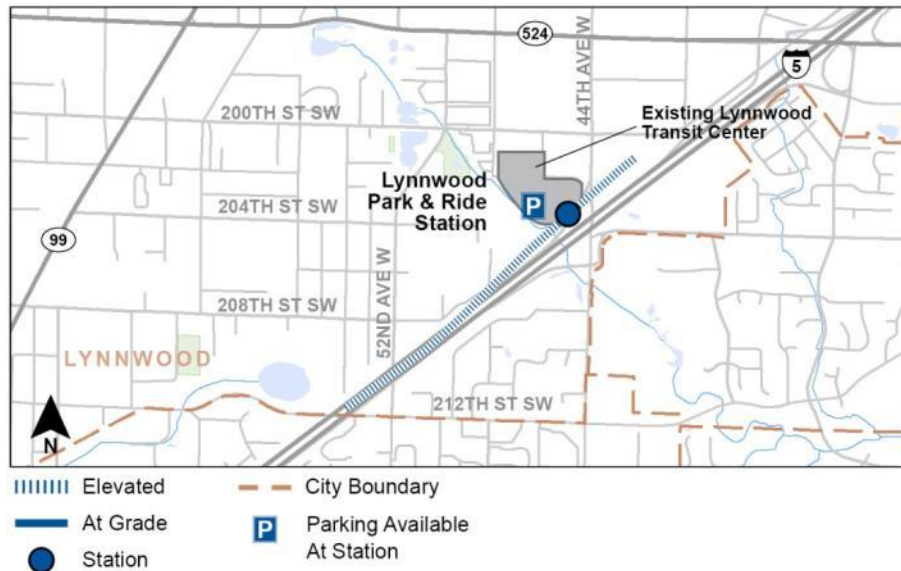 524
44TH AVE W
5
200TH ST SW
Existing Lynnwood
Transit Center
Lynnwood
Park & Ride
Station
P
204TH ST SW
99
52ND AVE W
208TH ST SW
LYNNWOOD
212TH ST SW
N
Elevated
City Boundary
At Grade
P
Parking Available
At Station
Station